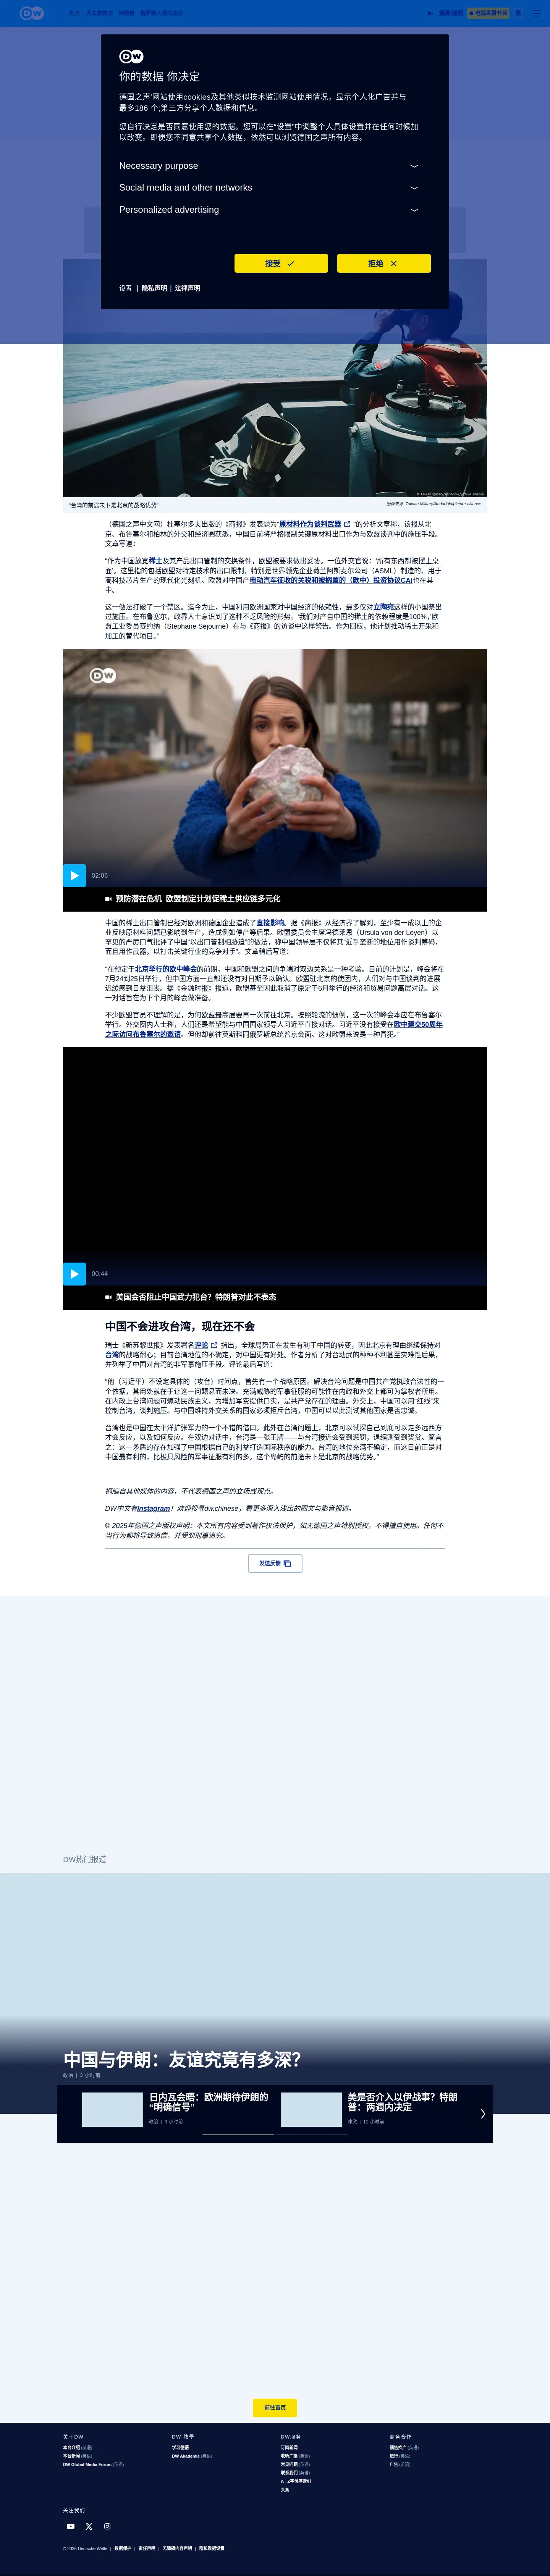 DW
最新视频
电视直播节目
DW
你的数据 你决定
德国之声'网站使用cookies及其他类似技术监测网站使用情况，显示个人化广告并与
最多186 个;第三方分享个人数据和信息。
您自行决定是否同意使用您的数据。您可以在“设置”中调整个人具体设置并在任何时候加
以改变。即使您不同意共享个人数据，依然可以浏览德国之声所有内容。
Necessary purpose
Social media and other networks
Personalized advertising
接受
拒绝
设置 | 隐私声明 | 法律声明
“台湾的前途未卜是北京的战略优势”
图像来源: Taiwan Military/Andadolu/picture alliance
（德国之声中文网）杜塞尔多夫出版的《商报》发表题为“原材料作为谈判武器 ”的分析文章称，该报从北
京、布鲁塞尔和柏林的外交和经济圈获悉，中国目前将严格限制关键原材料出口作为与欧盟谈判中的施压手段。
文章写道：
“作为中国放宽稀土及其产品出口管制的交换条件，欧盟被要求做出妥协。一位外交官说：‘所有东西都被摆上桌
面’。这里指的包括欧盟对特定技术的出口限制，特别是世界领先企业荷兰阿斯麦尔公司（ASML）制造的、用于
高科技芯片生产的现代化光刻机。欧盟对中国产电动汽车征收的关税和被搁置的（欧中）投资协议CAI也在其
中。
这一做法打破了一个禁区。迄今为止，中国利用欧洲国家对中国经济的依赖性，最多仅对立陶宛这样的小国祭出
过施压。在布鲁塞尔，政界人士意识到了这种不乏风险的形势。‘我们对产自中国的稀土的依赖程度是100%，’欧
盟工业委员赛约纳（Stéphane Séjourné）在与《商报》的访谈中这样警告。作为回应，他计划推动稀土开采和
加工的替代项目。”
DW
02:06
预防潜在危机 欧盟制定计划促稀土供应链多元化
中国的稀土出口管制已经对欧洲和德国企业造成了直接影响。据《商报》从经济界了解到，至少有一成以上的企
业反映原材料问题已影响到生产，造成例如停产等后果。欧盟委员会主席冯德莱恩（Ursula von der Leyen）以
罕见的严厉口气批评了中国“以出口管制相胁迫”的做法，称中国领导层不仅将其“近乎垄断的地位用作谈判筹码，
而且用作武器，以打击关键行业的竞争对手”。文章稍后写道：
“在预定于北京举行的欧中峰会的前期，中国和欧盟之间的争端对双边关系是一种考验。目前的计划是，峰会将在
7月24到25日举行，但中国方面一直都还没有对日期予以确认。欧盟驻北京的使团内，人们对与中国谈判的进展
迟缓感到日益沮丧。据《金融时报》报道，欧盟甚至因此取消了原定于6月举行的经济和贸易问题高层对话。这
一对话旨在为下个月的峰会做准备。
不少欧盟官员不理解的是，为何欧盟最高层要再一次前往北京。按照轮流的惯例，这一次的峰会本应在布鲁塞尔
举行。外交圈内人士称，人们还是希望能与中国国家领导人习近平直接对话。习近平没有接受在欧中建交50周年
之际访问布鲁塞尔的邀请。但他却前往莫斯科同俄罗斯总统普京会面。这对欧盟来说是一种冒犯。”
00:44
美国会否阻止中国武力犯台？特朗普对此不表态
中国不会进攻台湾，现在还不会
瑞士《新苏黎世报》发表署名评论 指出，全球局势正在发生有利于中国的转变，因此北京有理由继续保持对
台湾的战略耐心；目前台湾地位的不确定，对中国更有好处。作者分析了对台动武的种种不利甚至灾难性后果，
并列举了中国对台湾的非军事施压手段。评论最后写道：
“他（习近平）不设定具体的（攻台）时间点，首先有一个战略原因。解决台湾问题是中国共产党执政合法性的一
个依据，其用处就在于让这一问题悬而未决。充满威胁的军事征服的可能性在内政和外交上都可为掌权者所用。
在内政上台湾问题可煽动民族主义，为增加军费提供口实，是共产党存在的理由。外交上，中国可以用“红线”来
控制台湾，谈判施压。与中国维持外交关系的国家必须拒斥台湾，中国可以以此测试其他国家是否忠诚。
台湾也是中国在太平洋扩张军力的一个不错的借口。此外在台湾问题上，北京可以试探自己到底可以走多远西方
才会反应，以及如何反应。在双边对话中，台湾是一张王牌——与台湾接近会受到惩罚，退缩则受到奖赏。简言
之：这一矛盾的存在加强了中国根据自己的利益打造国际秩序的能力。台湾的地位充满不确定，而这目前正是对
中国最有利的，比极具风险的军事征服有利的多。这个岛屿的前途未卜是北京的战略优势。”
摘编自其他媒体的内容，不代表德国之声的立场或观点。
DW中文有Instagram！欢迎搜寻dw.chinese，看更多深入浅出的图文与影音报道。
© 2025年德国之声版权声明：本文所有内容受到著作权法保护，如无德国之声特别授权，不得擅自使用。任何不
当行为都将导致追偿，并受到刑事追究。
发送反馈
DW热门报道
中国与伊朗：友谊究竟有多深？
政治 | 3 小时前
日内瓦会晤：欧洲期待伊朗的
“明确信号”
政治 | 3 小时前
美是否介入以伊战事？特朗
普：两週内决定
冲突 | 12 小时前
前往首页
关于DW
本台介绍 (英语)
本台新闻 (英语)
DW Global Media Forum (英语)
DW 教學
学习德语
DW Akademie (英语)
DW服务
订阅新闻
收听广播 (英语)
常见问题 (英语)
联系我们 (英语)
A - Z字母序索引
头条
商务合作
销售推广 (英语)
旅行 (英语)
广告 (英语)
关注我们
© 2025 Deutsche Welle | 数据保护 | 责任声明 | 无障碍内容声明 | 隐私数据设置